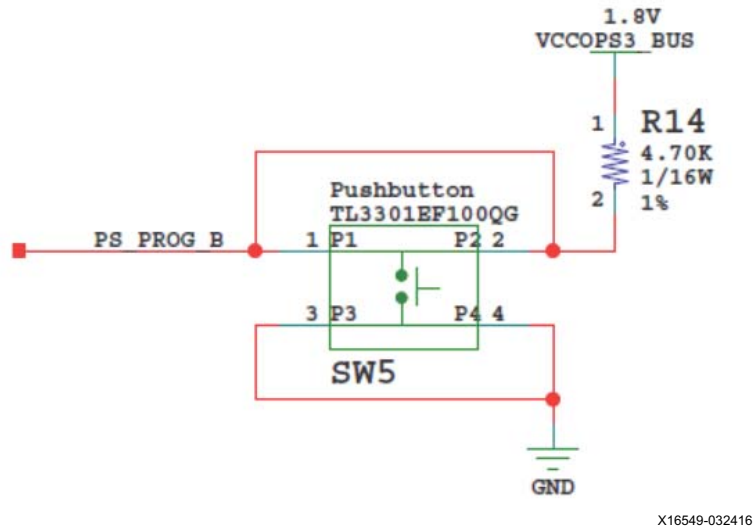 1.8V
VCCOPS3_BUS
1
R14
4.70K
1/16W
2
1%
Pushbutton
TL3301EF100QG
PS_PROG_B
1 P1
P2 2
3 P3
P4 4
SW5
GND
X16549-032416